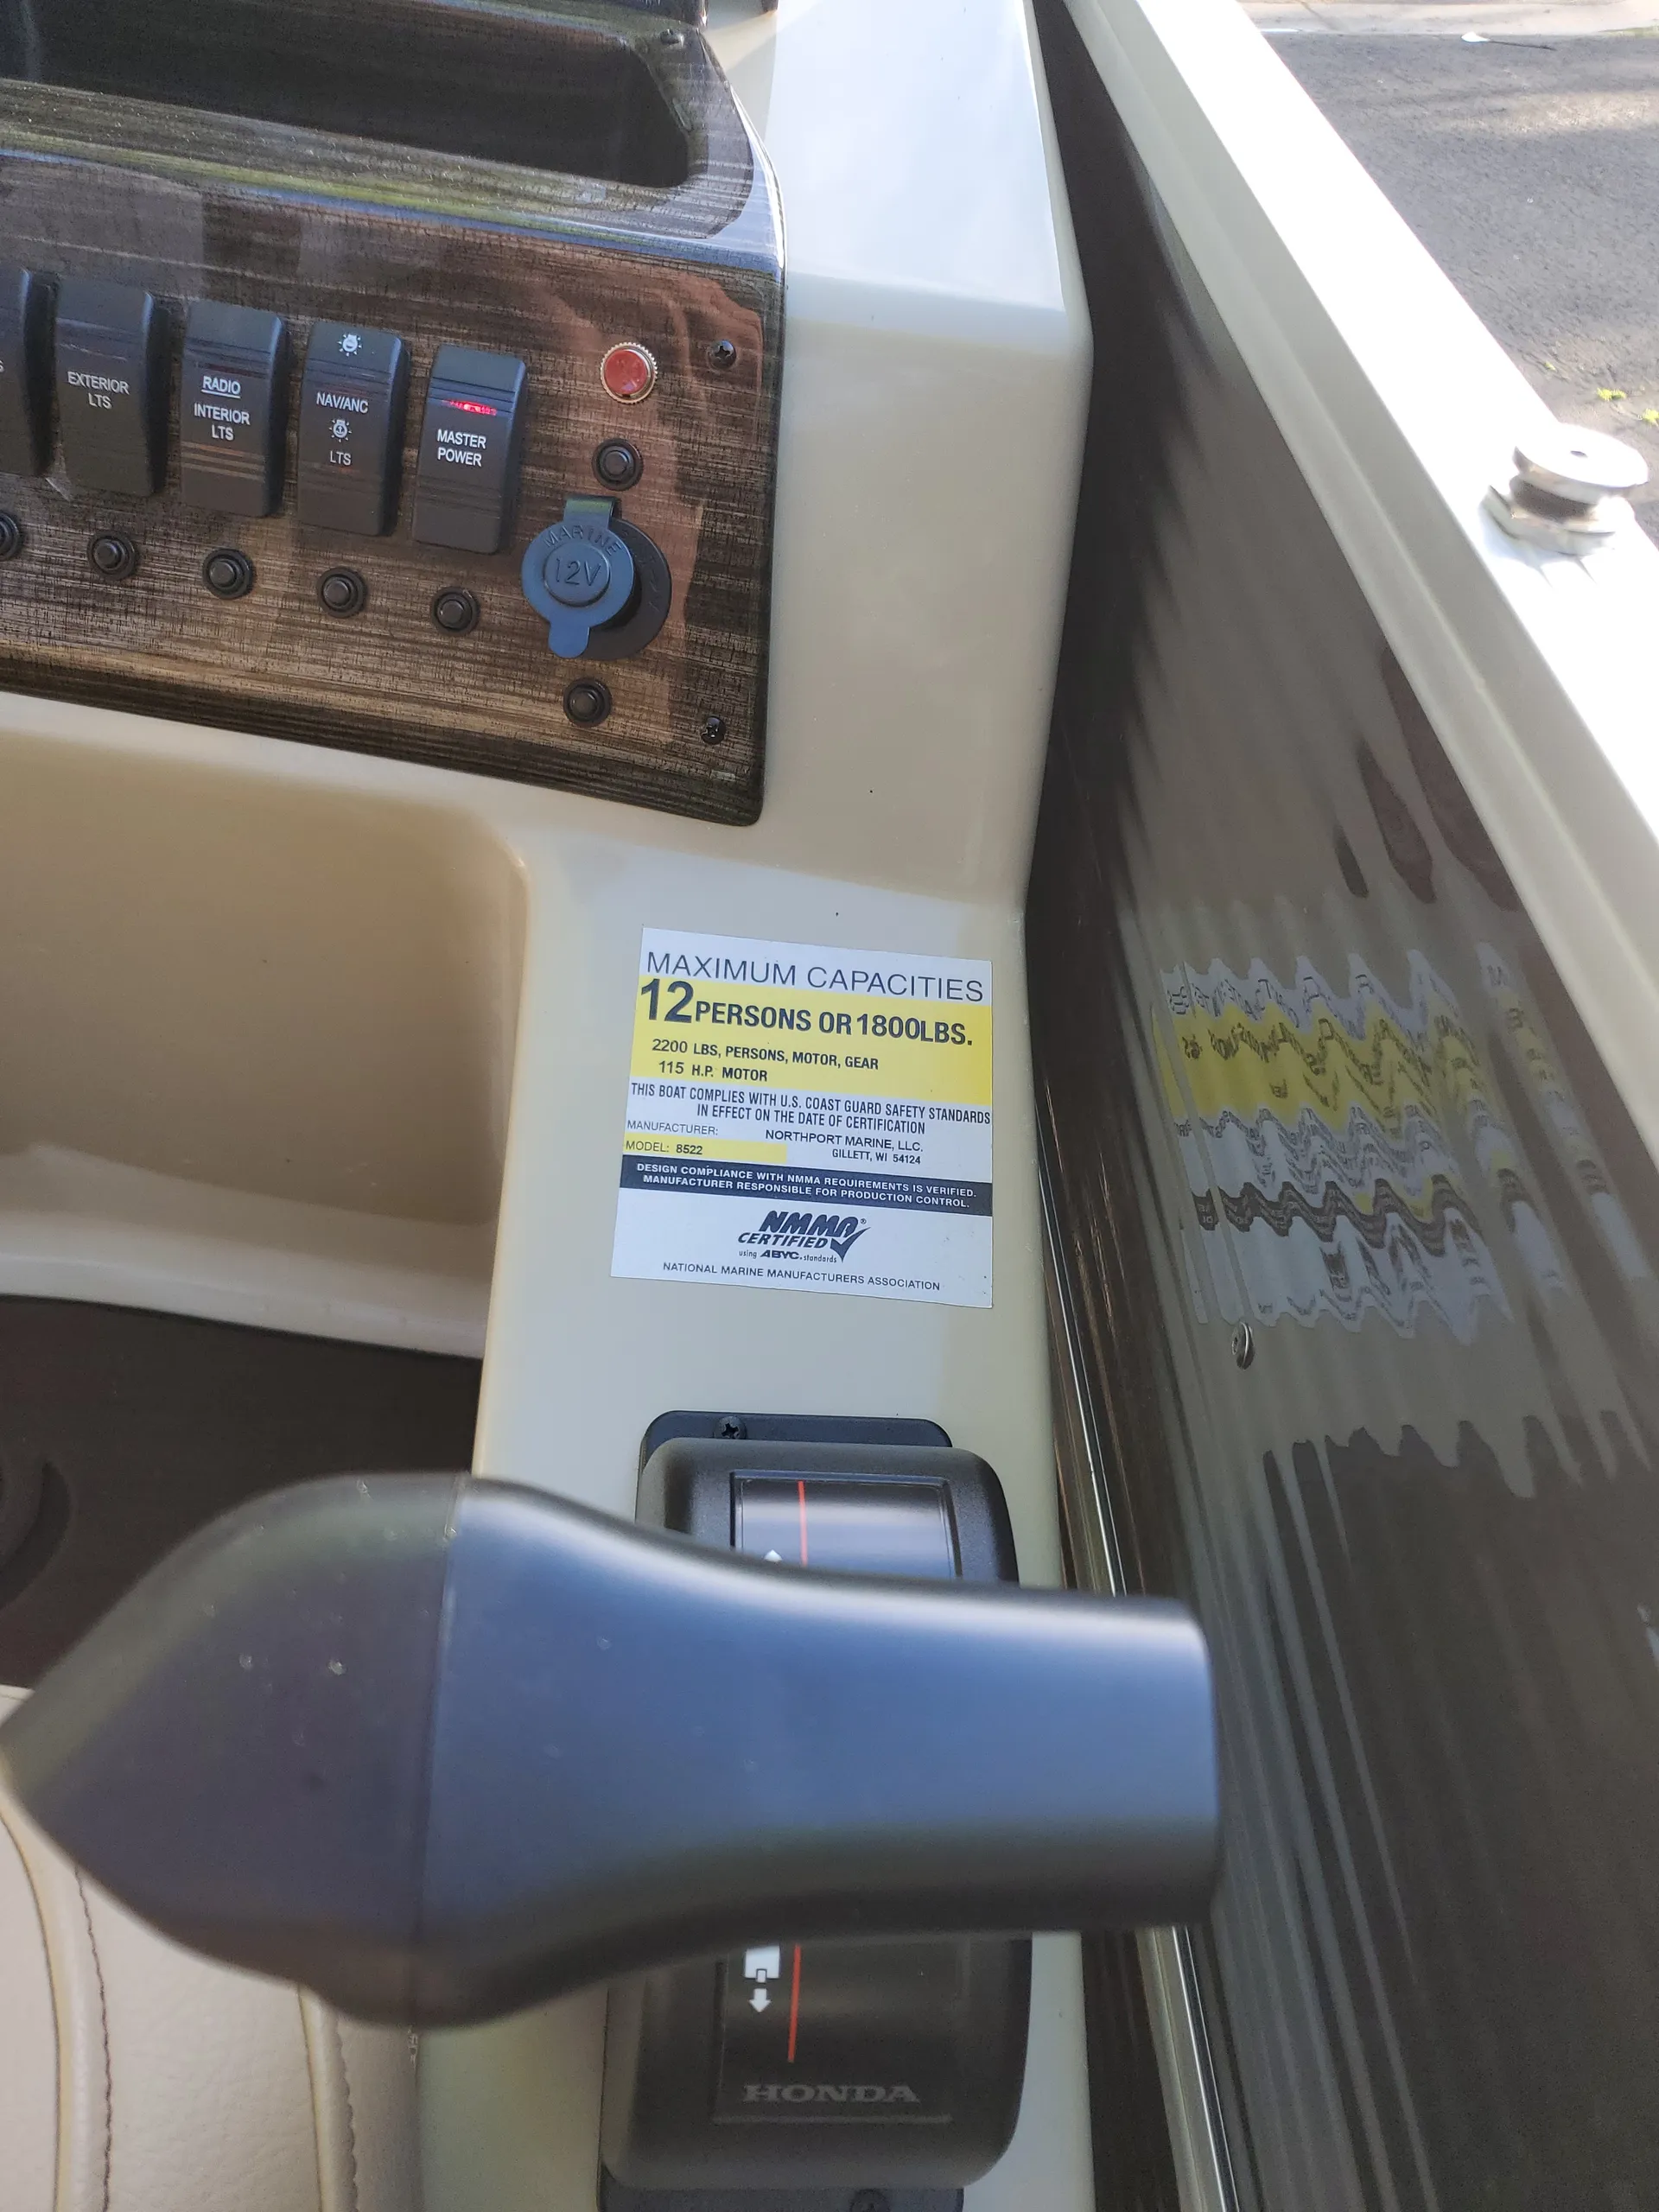 EXTERIOR
LTS
RADIO
INTERIOR
LTS
NAV/ANC
LTS
MASTER
POWER
MARINE
12V
MAXIMUM CAPACITIES
12 PERSONS OR 1800LBS.
2200 LBS, PERSONS, MOTOR, GEAR
115 H.P. MOTOR
THIS BOAT COMPLIES WITH U.S. COAST GUARD SAFETY STANDARDS
IN EFFECT ON THE DATE OF CERTIFICATION
MANUFACTURER: NORTHPORT MARINE, LLC.
GILLETT, WI 54124
MODEL: 8522
DESIGN COMPLIANCE WITH NMMA REQUIREMENTS IS VERIFIED.
MANUFACTURER RESPONSIBLE FOR PRODUCTION CONTROL.
NMMA®
CERTIFIED
using ABYC. standards
NATIONAL MARINE MANUFACTURERS ASSOCIATION
HONDA